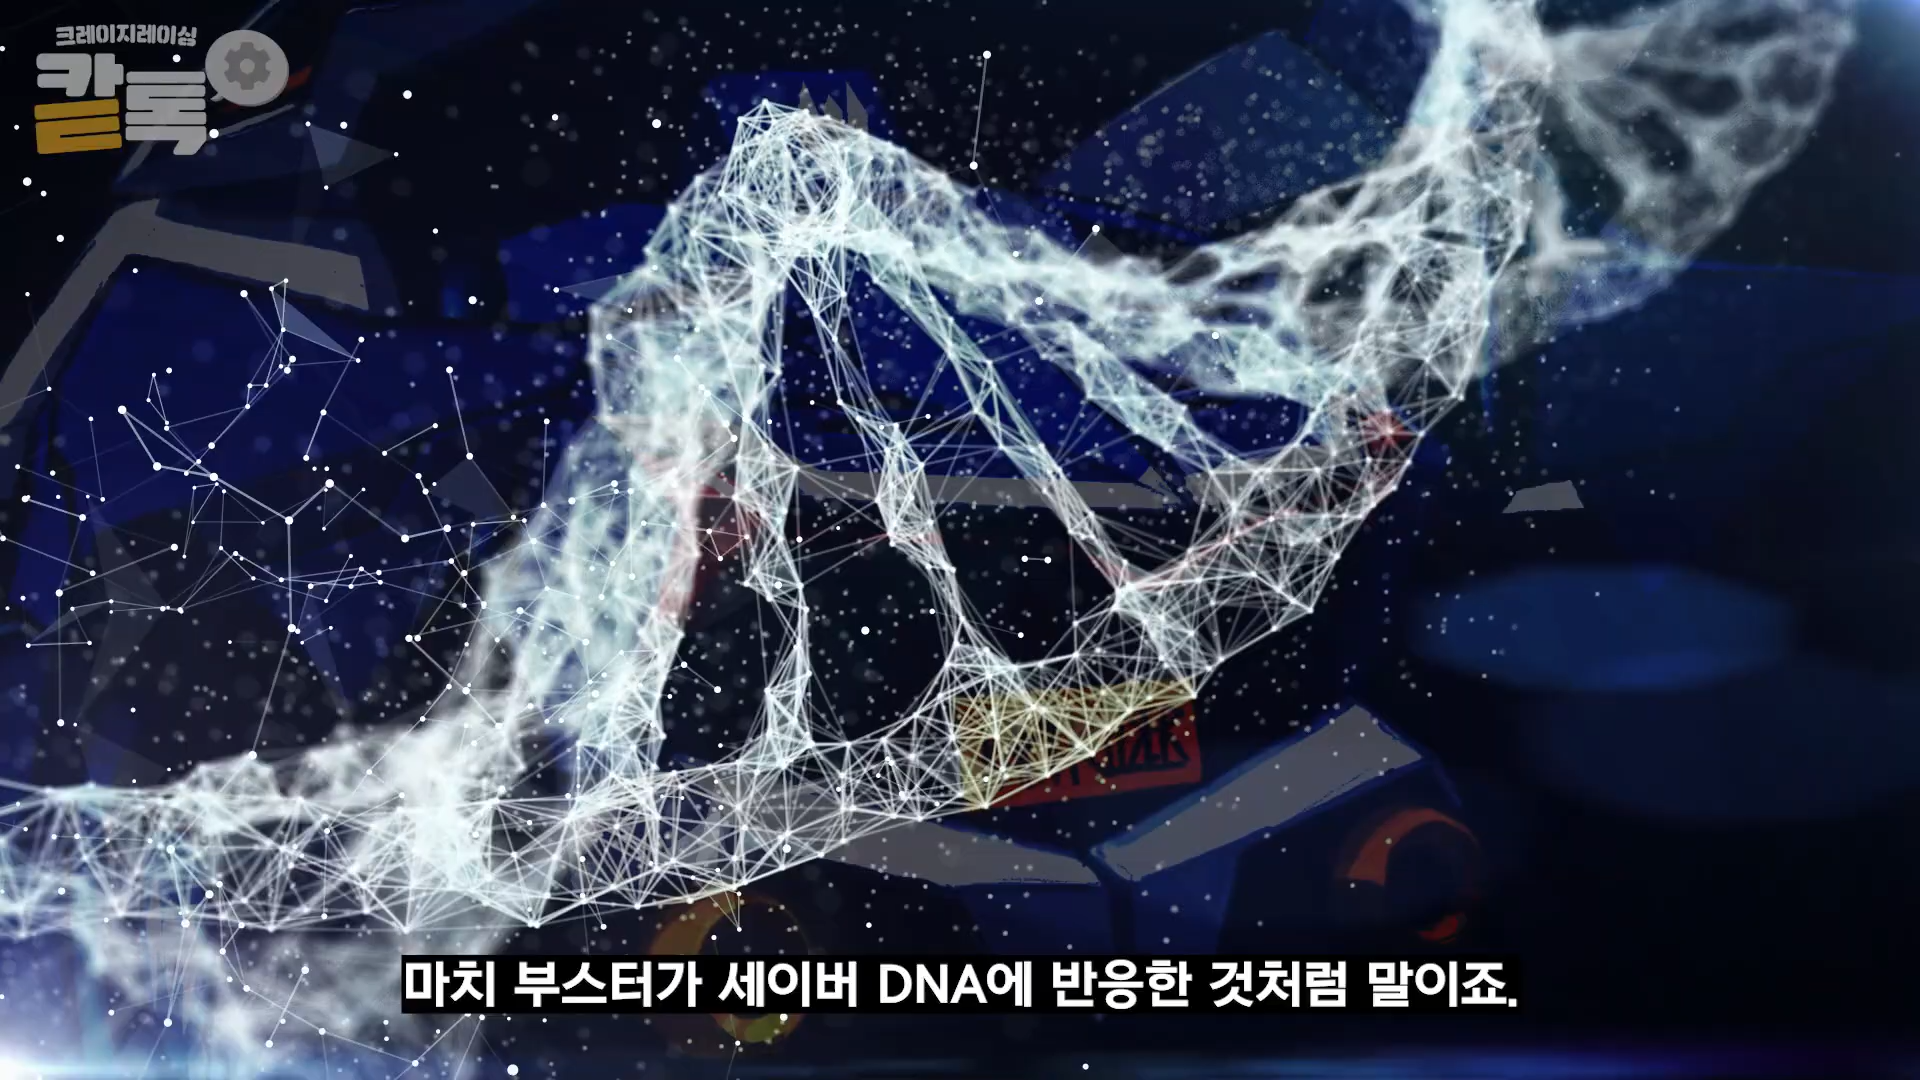 크레이지레이싱
칼툭
마치 부스터가 세이버 DNA에 반응한 것처럼 말이죠.